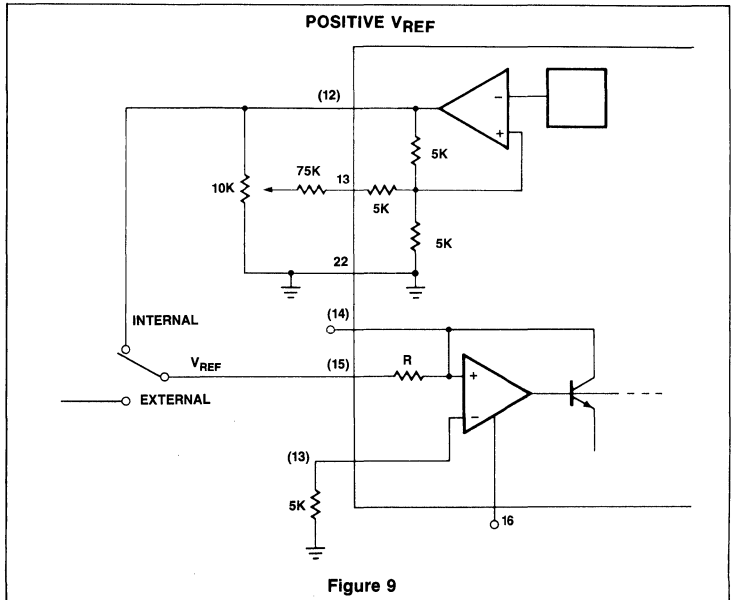 POSITIVE VREF
(12)
5K
75K
13
10K
5K
5K
22
(14)
INTERNAL
VREF
(15)
R
EXTERNAL
(13)
5K
16
Figure 9